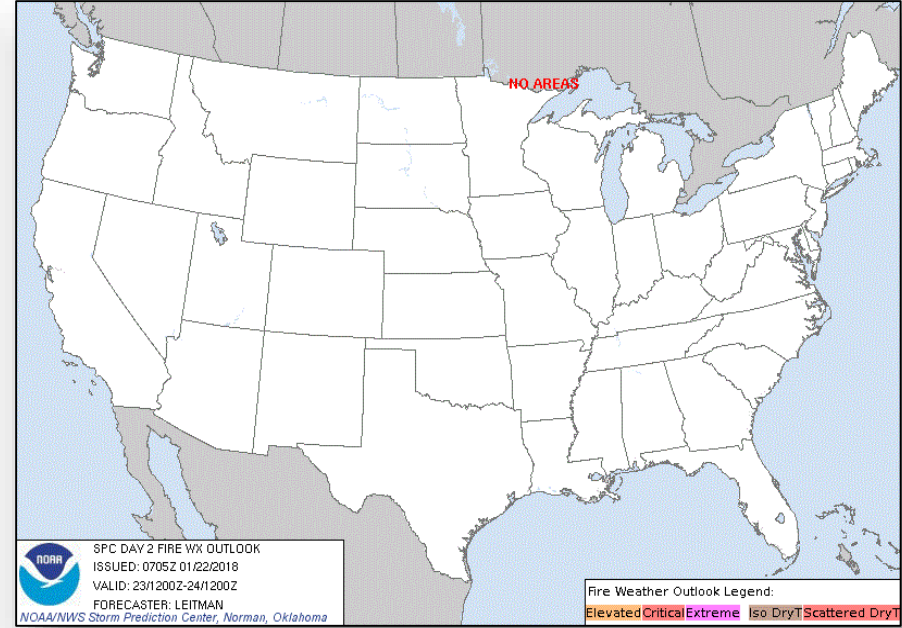 NO AREAS
NOAA
SPC DAY 2 FIRE WX OUTLOOK
ISSUED: 0705Z 01/22/2018
VALID: 23/1200Z-24/1200Z
FORECASTER: LEITMAN
NOAA/NWS Storm Prediction Center, Norman, Oklahoma
Fire Weather Outlook Legend:
Elevated Critical Extreme Iso DryT Scattered DryT